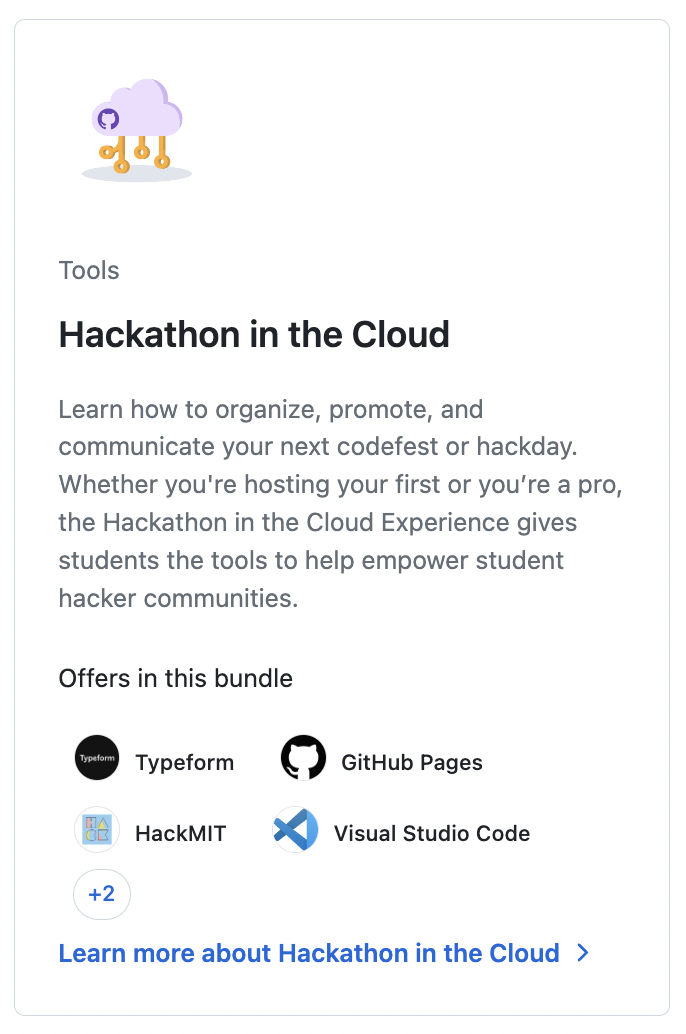 Tools
Hackathon in the Cloud
Learn how to organize, promote, and
communicate your next codefest or hackday.
Whether you're hosting your first or you’re a pro,
the Hackathon in the Cloud Experience gives
students the tools to help empower student
hacker communities.
Offers in this bundle
Typeform Typeform GitHub Pages
HACK HackMIT Visual Studio Code
+2
Learn more about Hackathon in the Cloud